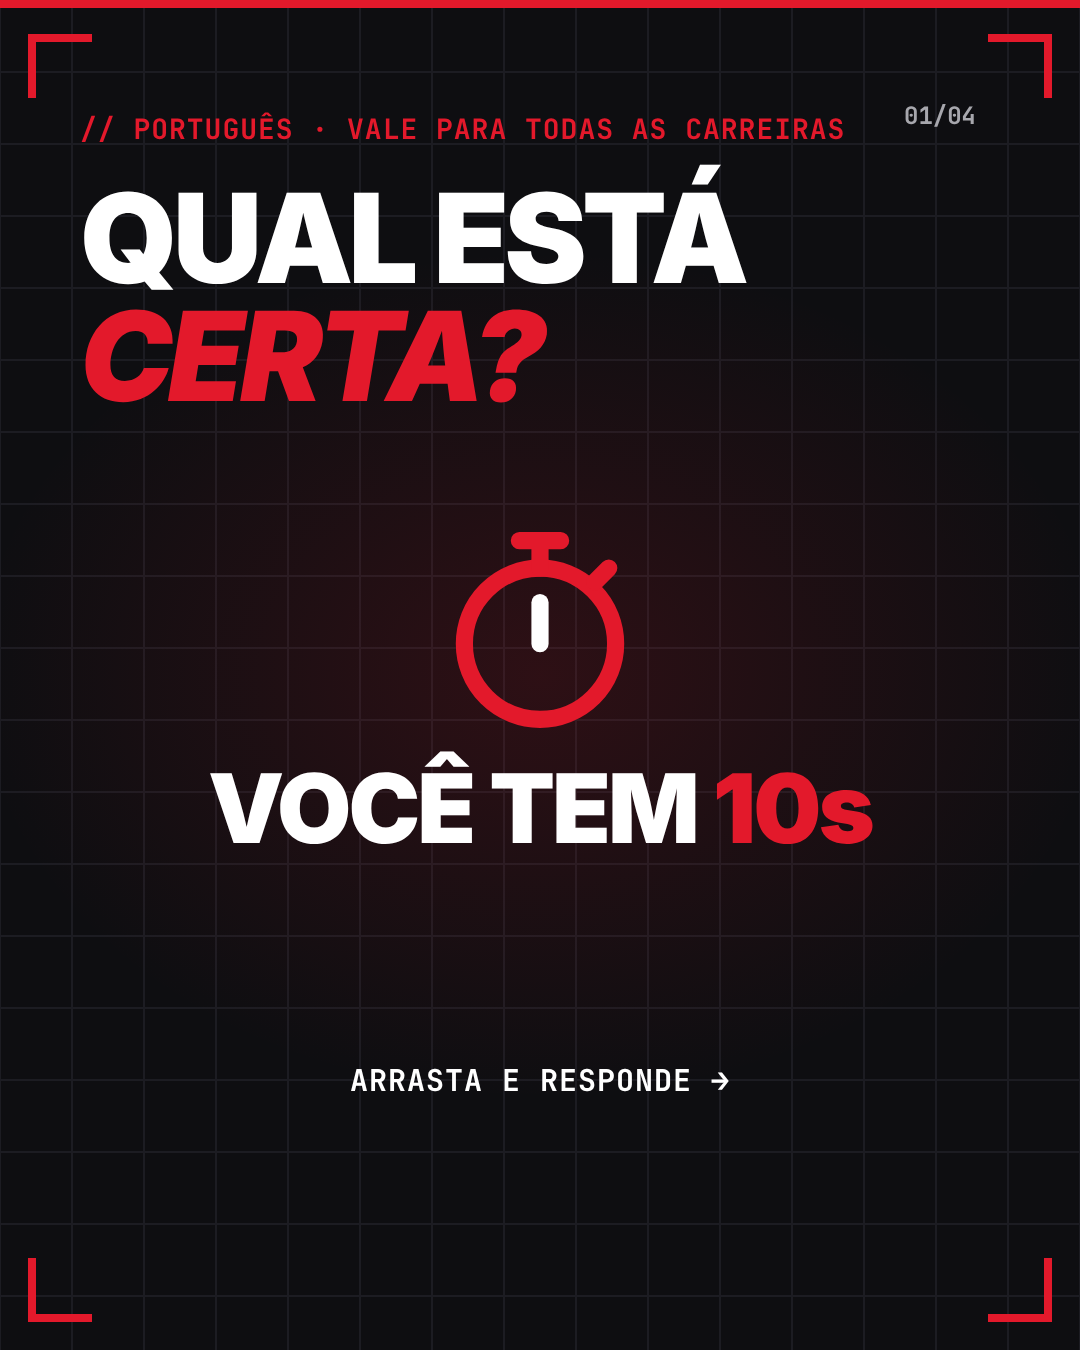 // PORTUGUÊS · VALE PARA TODAS AS CARREIRAS
01/04
QUAL ESTÁ
CERTA?
VOCÊ TEM 10s
ARRASTA E RESPONDE →